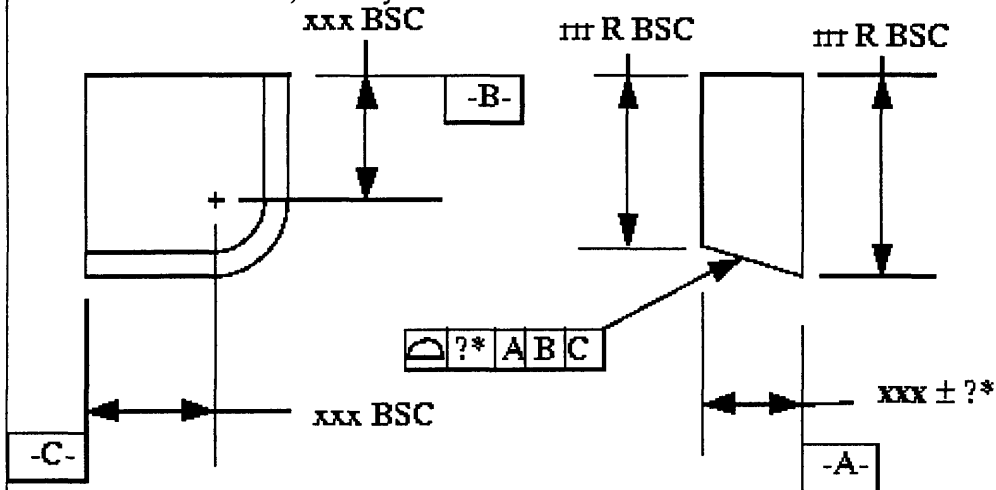 xxx BSC
rrr R BSC
rrr R BSC
-B-
?* A B C
xxx BSC
xxx ± ?*
-C-
-A-